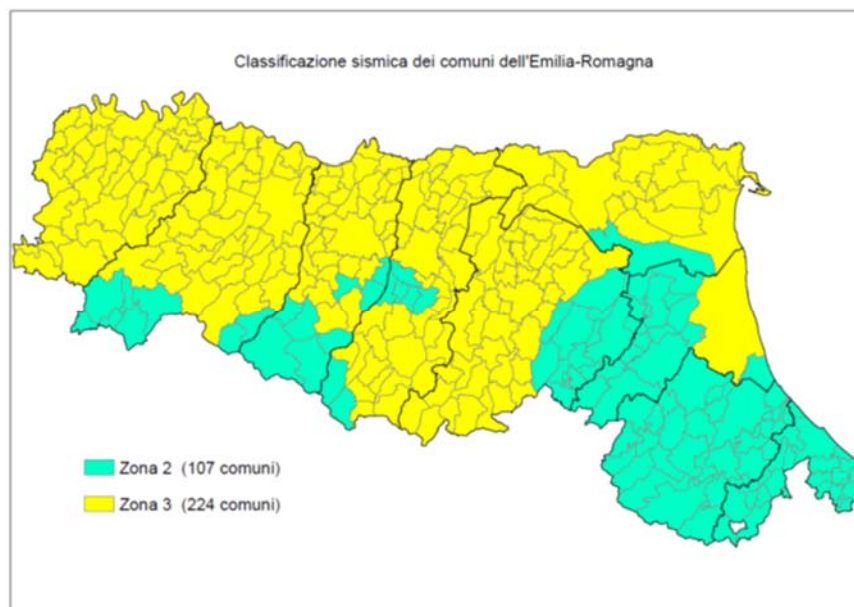 Classificazione sismica dei comuni dell'Emilia-Romagna
Zona 2 (107 comuni)
Zona 3 (224 comuni)